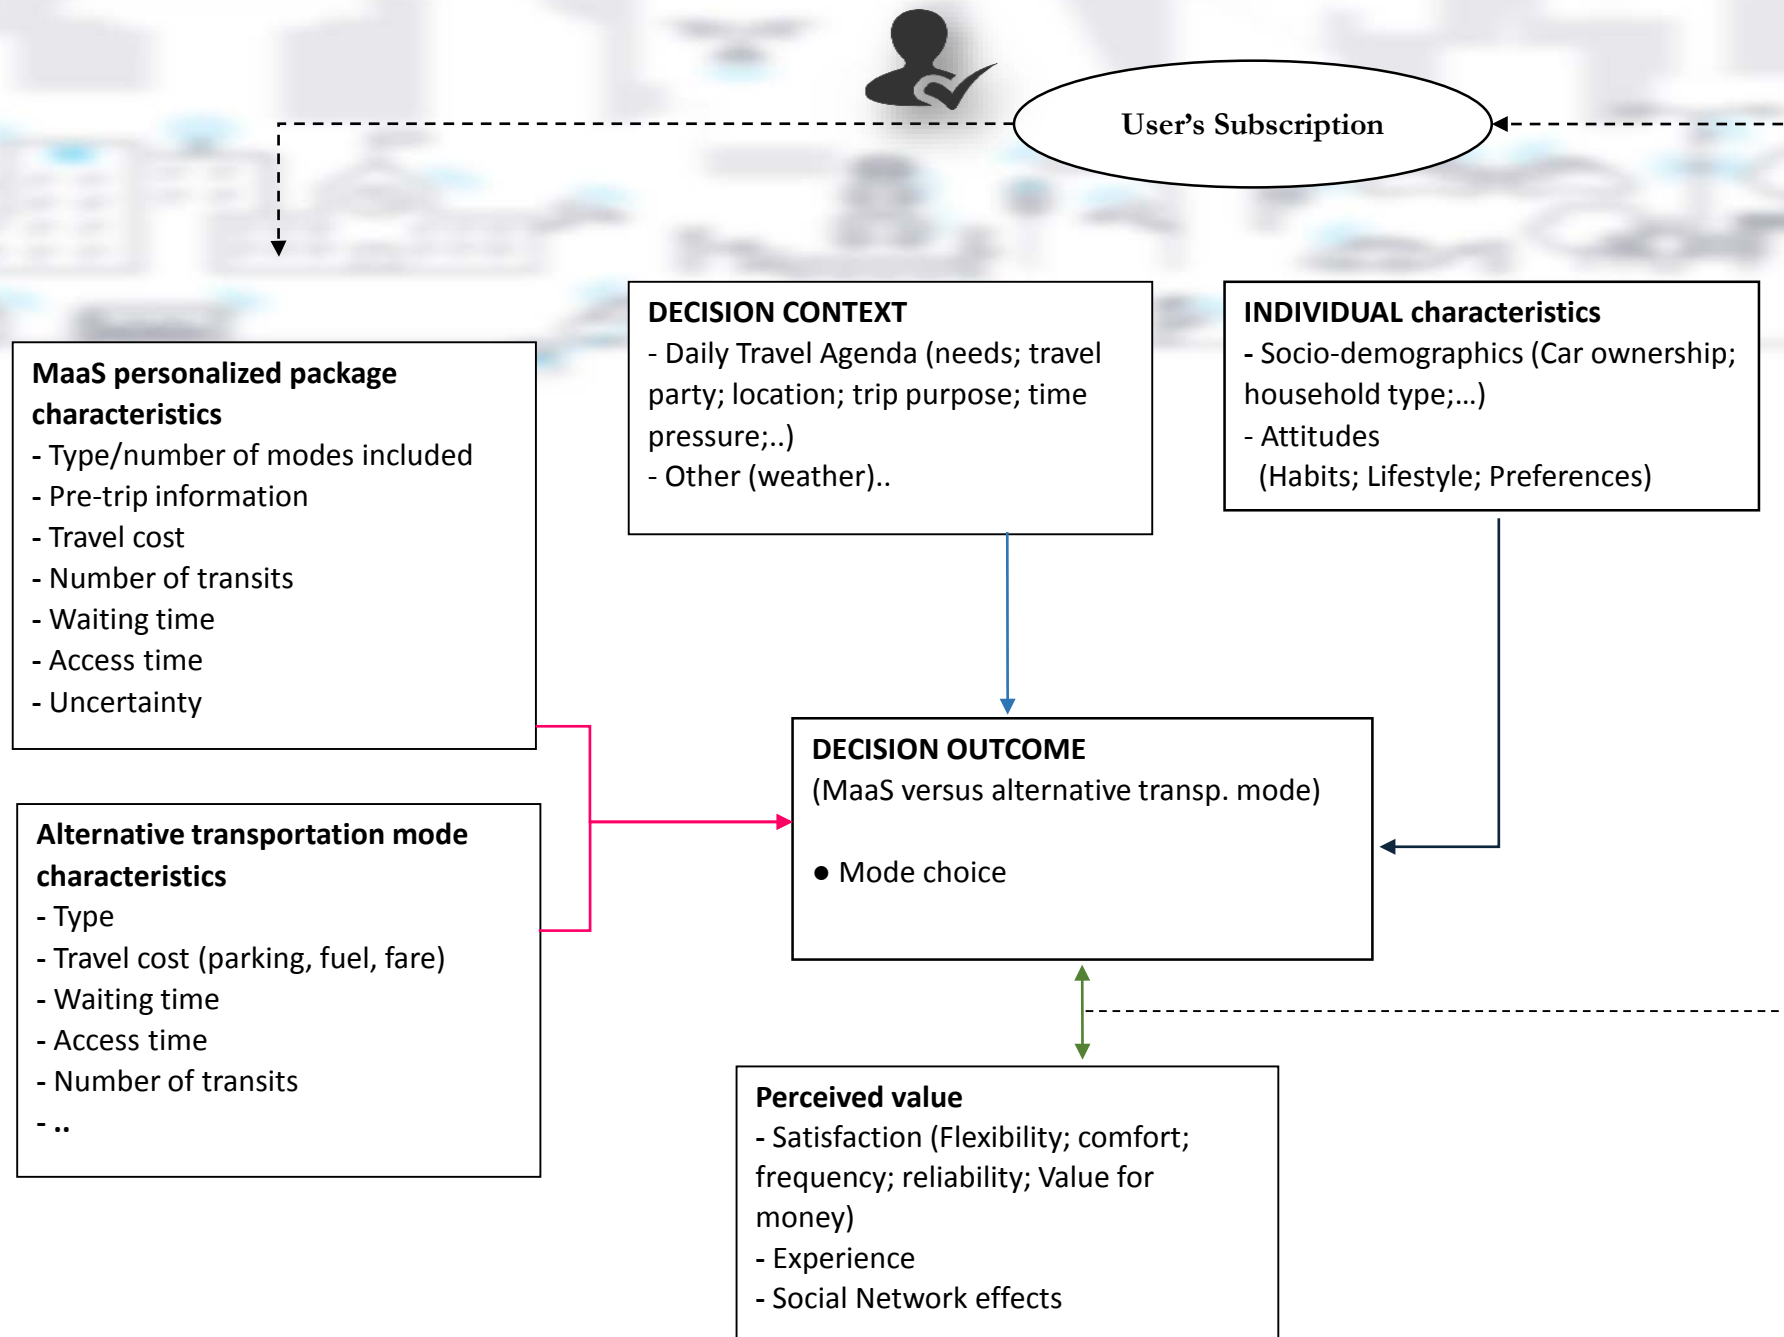 User's Subscription
DECISION CONTEXT
- Daily Travel Agenda (needs; travel
party; location; trip purpose; time
pressure;..)
- Other (weather)..
INDIVIDUAL characteristics
- Socio-demographics (Car ownership;
household type;...)
- Attitudes
(Habits; Lifestyle; Preferences)
MaaS personalized package
characteristics
- Type/number of modes included
- Pre-trip information
- Travel cost
- Number of transits
- Waiting time
- Access time
- Uncertainty
DECISION OUTCOME
(MaaS versus alternative transp. mode)
● Mode choice
Alternative transportation mode
characteristics
- Type
- Travel cost (parking, fuel, fare)
- Waiting time
- Access time
- Number of transits
- ..
Perceived value
- Satisfaction (Flexibility; comfort;
frequency; reliability; Value for
money)
- Experience
- Social Network effects